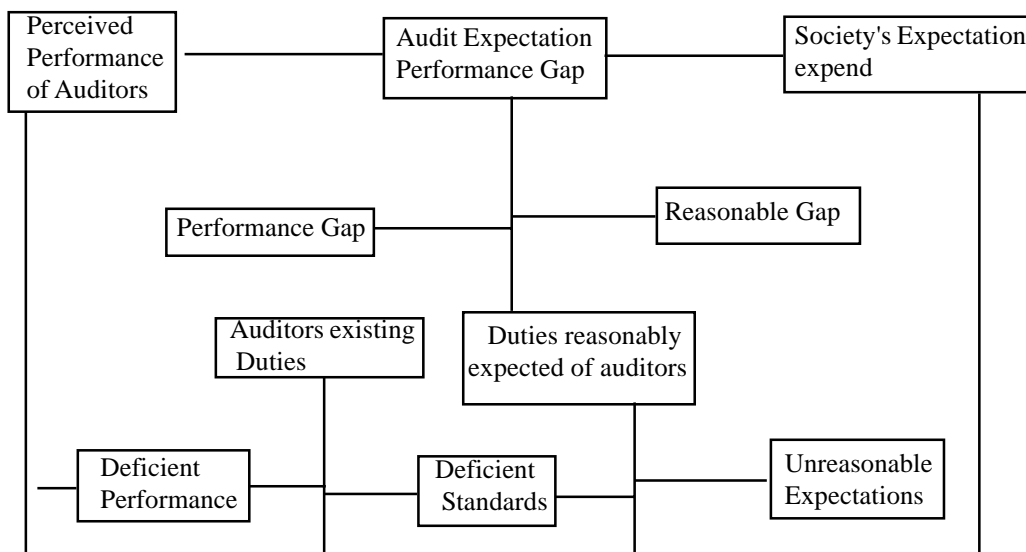 Perceived
Performance
of Auditors
Audit Expectation
Performance Gap
Society's Expectation
expend
Performance Gap
Reasonable Gap
Auditors existing
Duties
Duties reasonably
expected of auditors
Deficient
Performance
Deficient
Standards
Unreasonable
Expectations